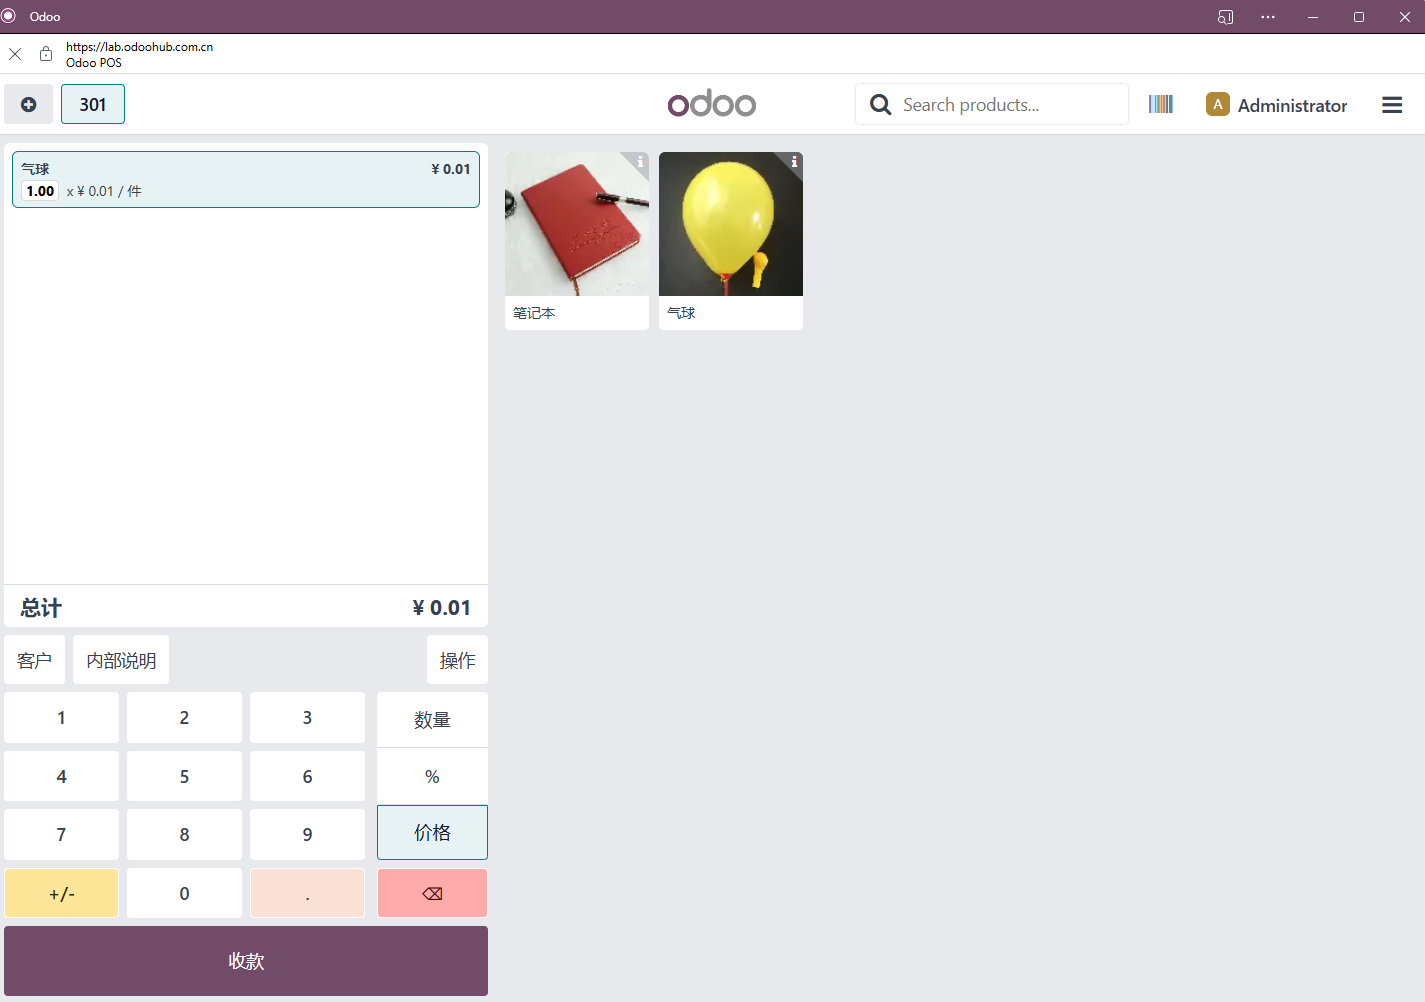 Odoo
https://lab.odoohub.com.cn
Odoo POS
301
odoo
Search products...
A
Administrator
气球
¥ 0.01
1.00 x ¥ 0.01 / 件
笔记本
气球
总计
¥ 0.01
客户
内部说明
操作
1
2
3
数量
4
5
6
%
7
8
9
价格
+/-
0
.
⌫
收款